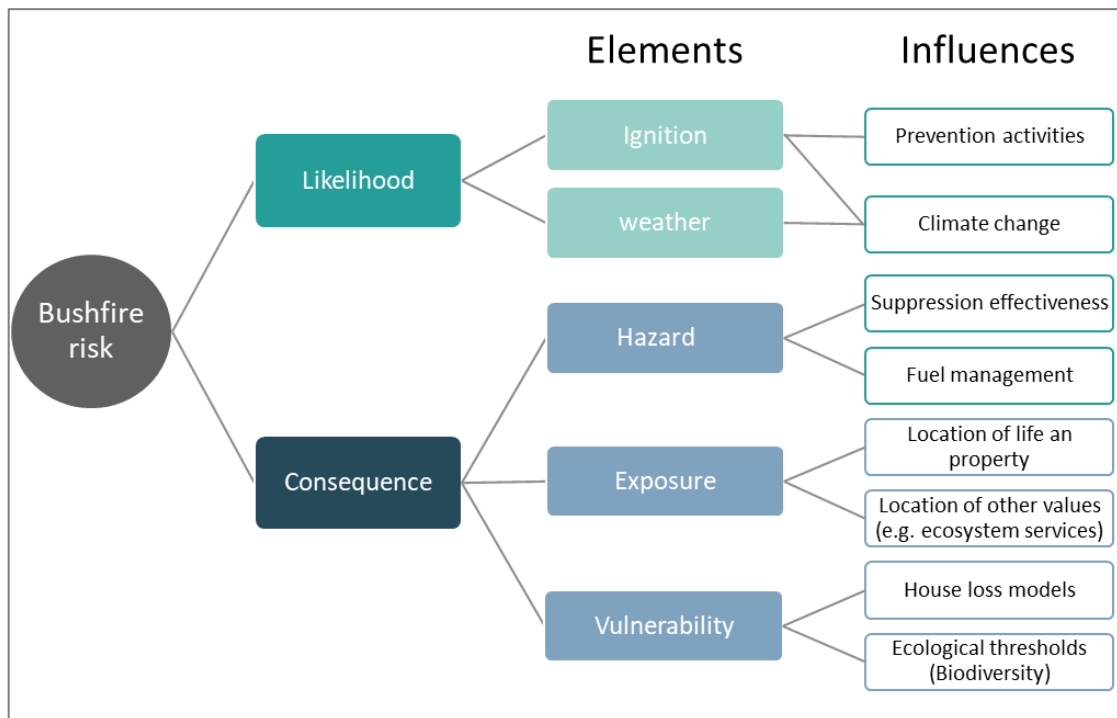 Elements
Influences
Bushfire
risk
Likelihood
Consequence
Ignition
weather
Hazard
Exposure
Vulnerability
Prevention activities
Climate change
Suppression effectiveness
Fuel management
Location of life an
property
Location of other values
(e.g. ecosystem services)
House loss models
Ecological thresholds
(Biodiversity)